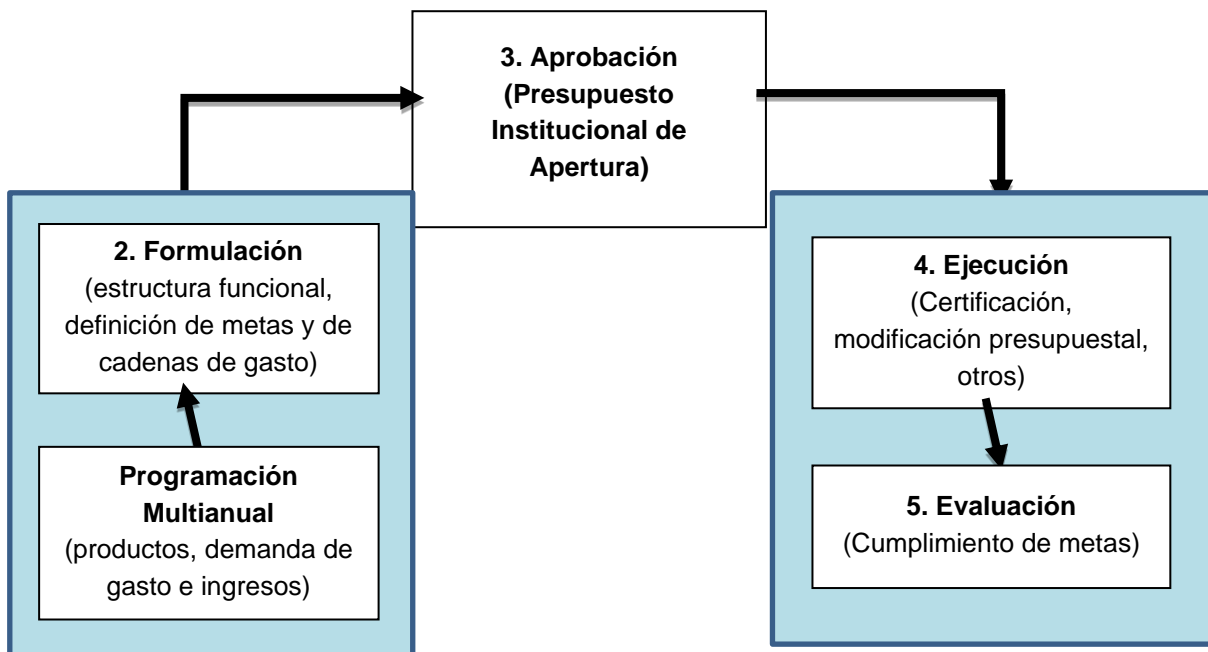 3. Aprobación
(Presupuesto
Institucional de
Apertura)
2. Formulación
(estructura funcional,
definición de metas y de
cadenas de gasto)
Programación
Multianual
(productos, demanda de
gasto e ingresos)
4. Ejecución
(Certificación,
modificación presupuestal,
otros)
5. Evaluación
(Cumplimiento de metas)